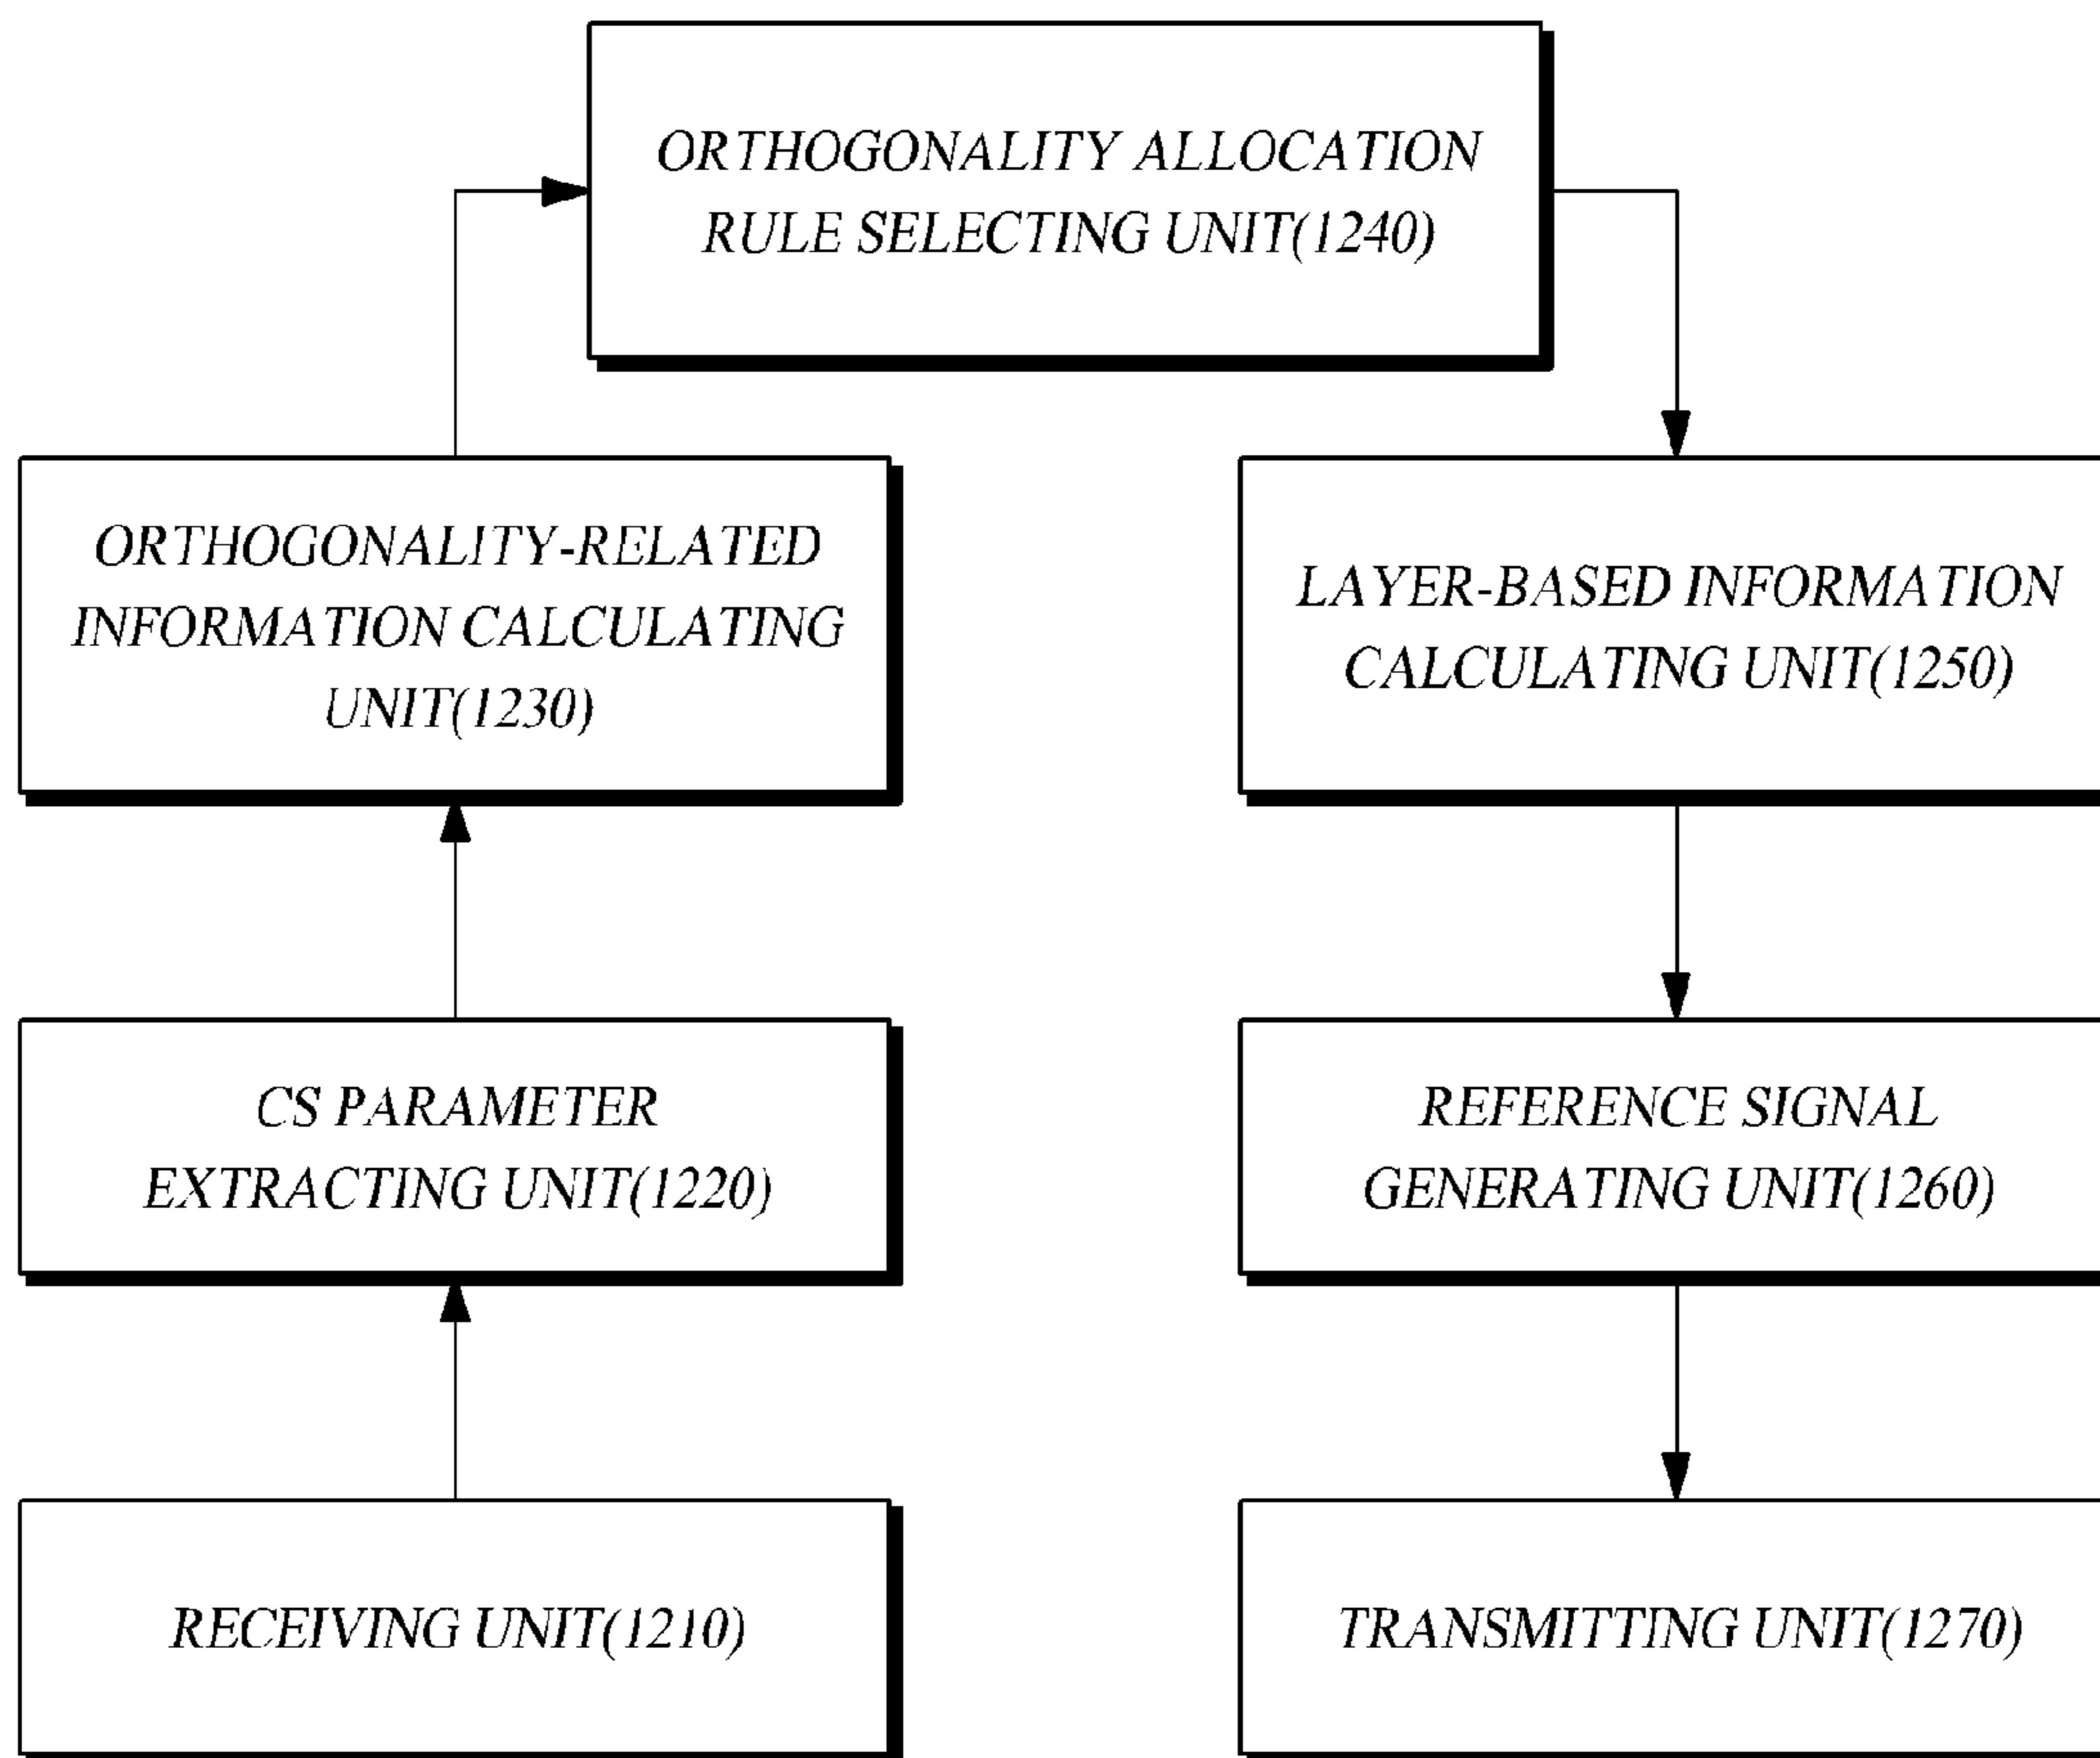 ORTHOGONALITY ALLOCATION
RULE SELECTING UNIT(1240)
ORTHOGONALITY-RELATED
INFORMATION CALCULATING
UNIT(1230)
LAYER-BASED INFORMATION
CALCULATING UNIT(1250)
CS PARAMETER
EXTRACTING UNIT(1220)
REFERENCE SIGNAL
GENERATING UNIT(1260)
RECEIVING UNIT(1210)
TRANSMITTING UNIT(1270)